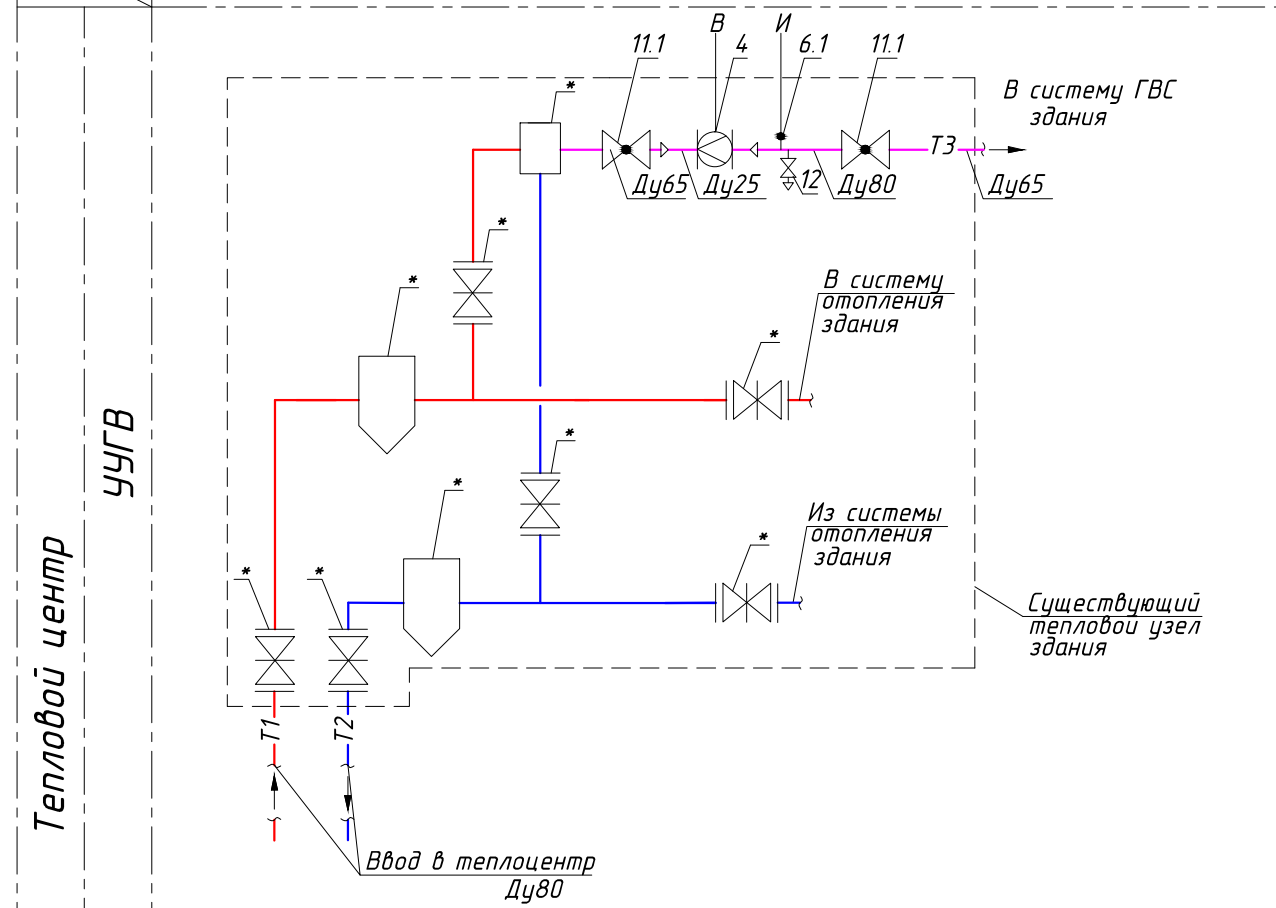 В
И
11.1
4
6.1
11.1
*
В систему ГВС
здания
Т3
Ду65
Ду25
12
Ду80
Ду65
*
*
В систему
отопления
здания
*
УУГВ
*
*
Из системы
отопления
здания
*
*
*
Тепловой центр
Существующий
тепловой узел
здания
Т1
Т2
Ввод в теплоцентр
Ду80